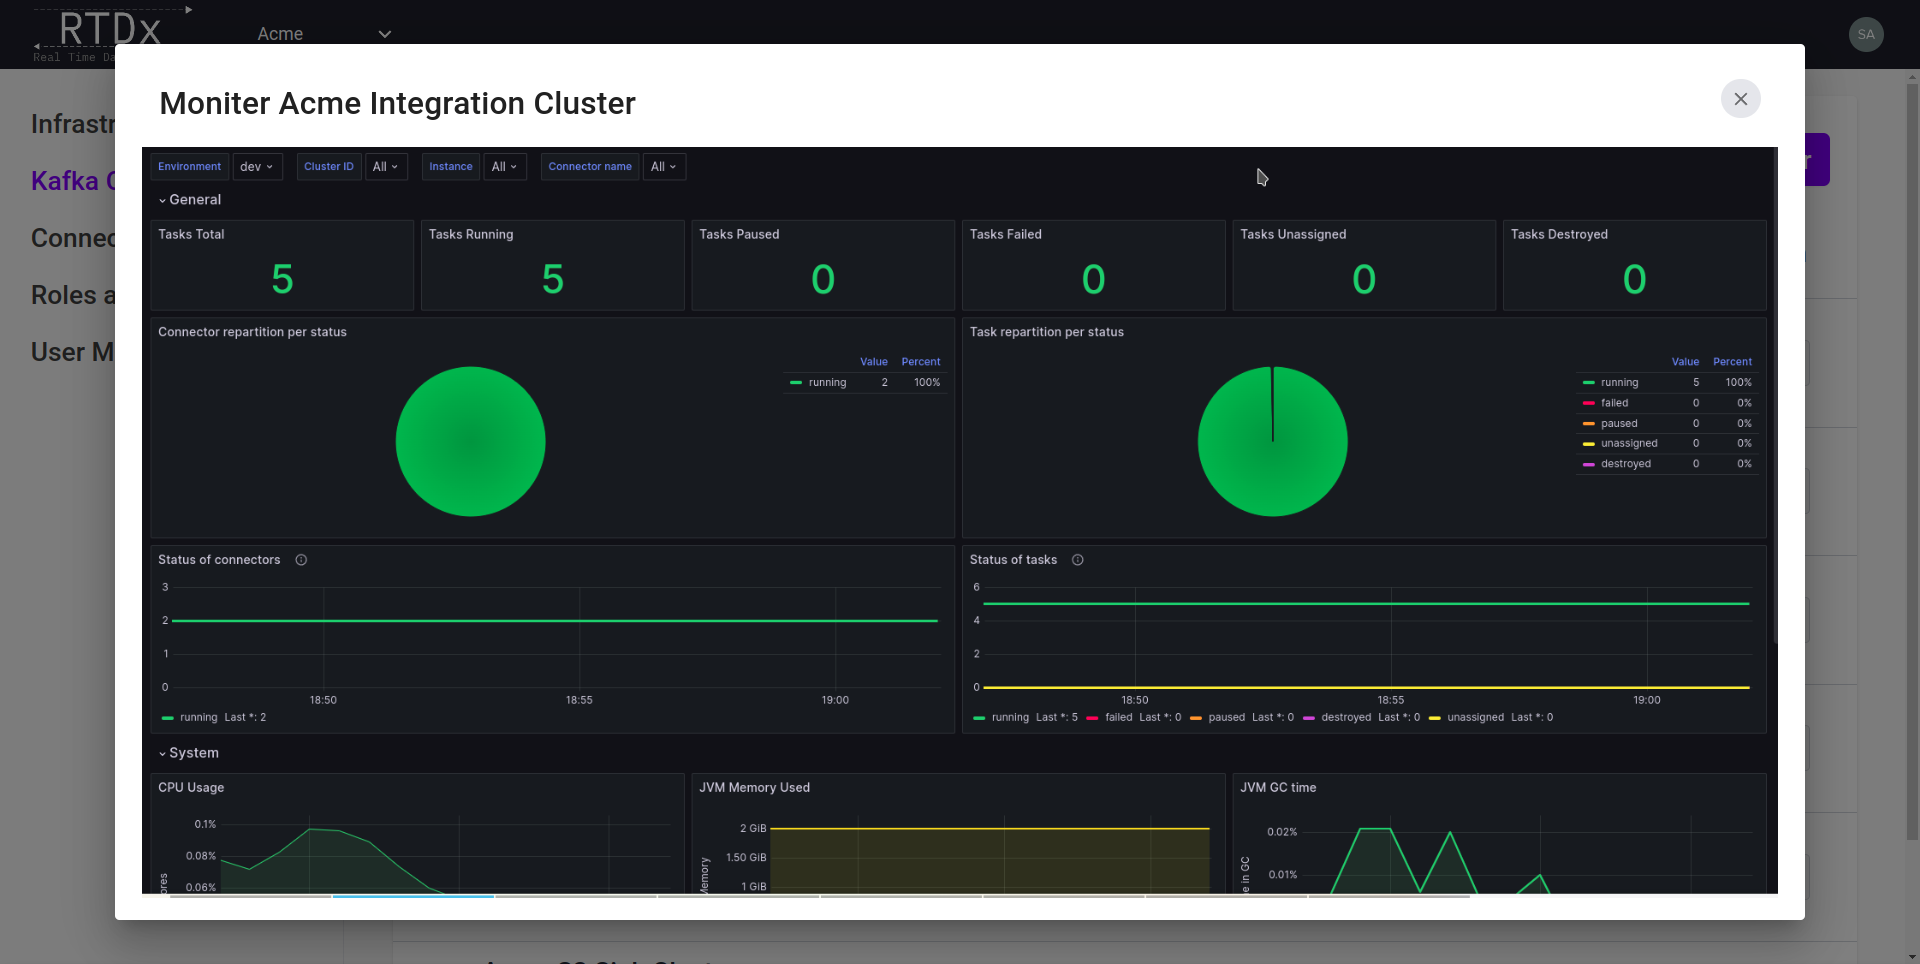 RTDx
Real Time Da
Acme
SA
Moniter Acme Integration Cluster
Infrastr
Kafka C
Connec
Roles a
User M
r
Environment dev Cluster ID All Instance All Connector name All
General
Tasks Total Tasks Running Tasks Paused Tasks Failed Tasks Unassigned Tasks Destroyed
5 5 0 0 0 0
Connector repartition per status
Value Percent
running 2 100%
Task repartition per status
Value Percent
running 5 100%
failed 0 0%
paused 0 0%
unassigned 0 0%
destroyed 0 0%
Status of connectors
3
2
1
0
18:50 18:55 19:00
running Last *: 2
Status of tasks
6
4
2
0
18:50 18:55 19:00
running Last *: 5 failed Last *: 0 paused Last *: 0 destroyed Last *: 0 unassigned Last *: 0
System
CPU Usage
0.1%
0.08%
0.06%
ores
JVM Memory Used
2 GiB
1.50 GiB
1 GiB
Memory
JVM GC time
0.02%
0.01%
e in GC